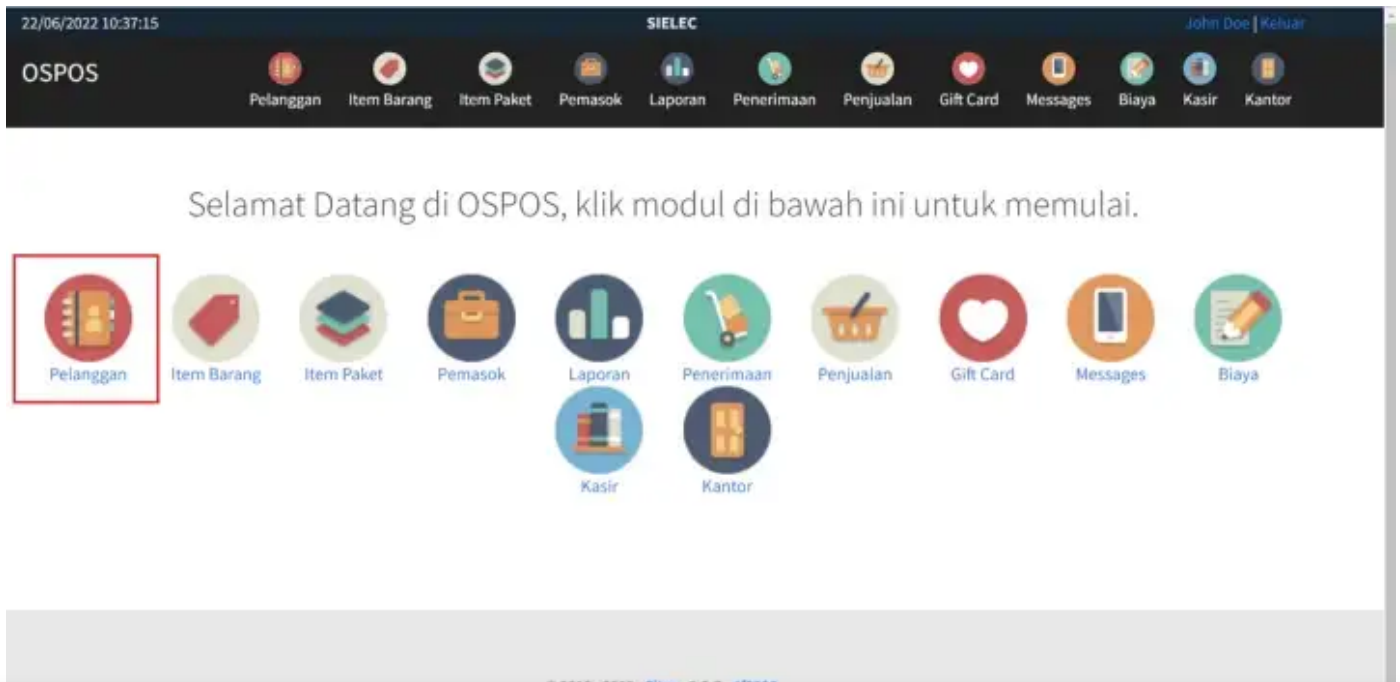 22/06/2022 10:37:15 SIELEC John Doe | Keluar
OSPOS
Pelanggan Item Barang Item Paket Pemasok Laporan Penerimaan Penjualan Gift Card Messages Biaya Kasir Kantor
Selamat Datang di OSPOS, klik modul di bawah ini untuk memulai.
Pelanggan Item Barang Item Paket Pemasok Laporan Penerimaan Penjualan Gift Card Messages Biaya
Kasir Kantor